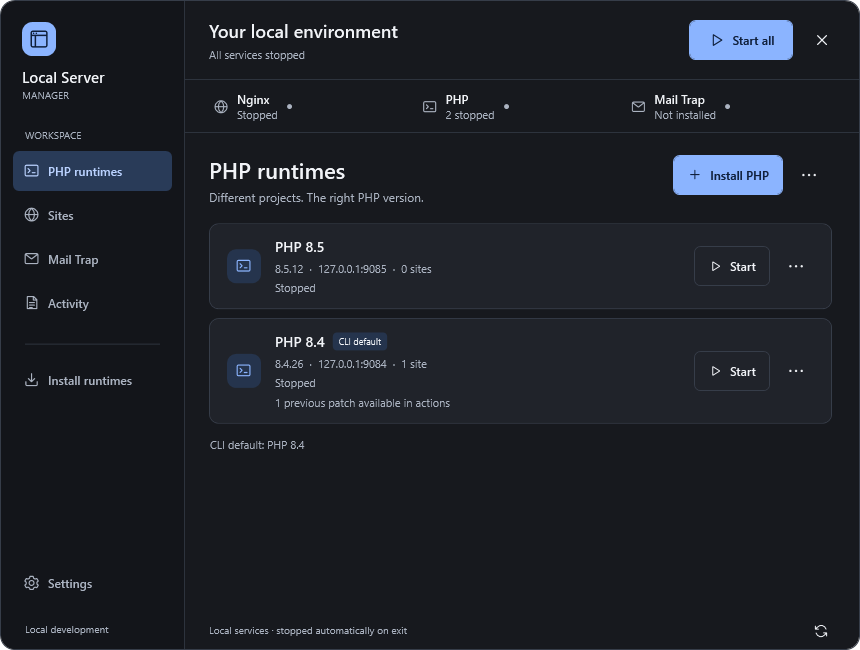 Local Server
MANAGER
WORKSPACE
PHP runtimes
Sites
Mail Trap
Activity
Install runtimes
Settings
Local development
Your local environment
All services stopped
Start all
Nginx
Stopped
PHP
2 stopped
Mail Trap
Not installed
PHP runtimes
Different projects. The right PHP version.
Install PHP
PHP 8.5
8.5.12 · 127.0.0.1:9085 · 0 sites
Stopped
Start
PHP 8.4 CLI default
8.4.26 · 127.0.0.1:9084 · 1 site
Stopped
1 previous patch available in actions
Start
CLI default: PHP 8.4
Local services · stopped automatically on exit